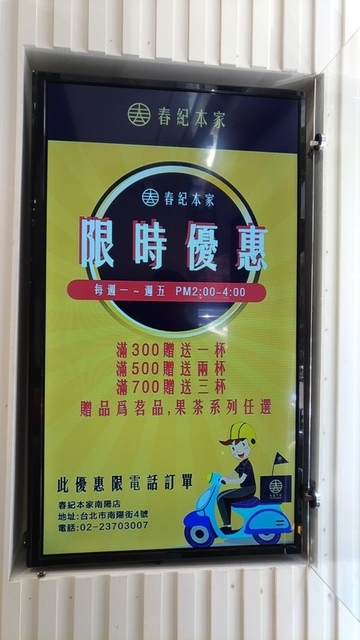 春紀本家
春紀本家
限時優惠
每週一~週五 PM2:00-4:00
滿300贈送一杯
滿500贈送兩杯
滿700贈送三杯
贈品爲茗品,果茶系列任選
此優惠限電話訂單
春紀本家南陽店
地址:台北市南陽街4號
電話:02-23703007